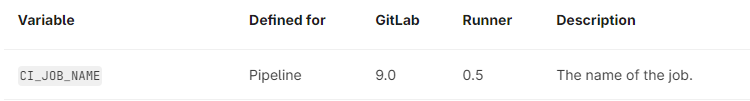 Variable Defined for GitLab Runner Description
CI_JOB_NAME Pipeline 9.0 0.5 The name of the job.